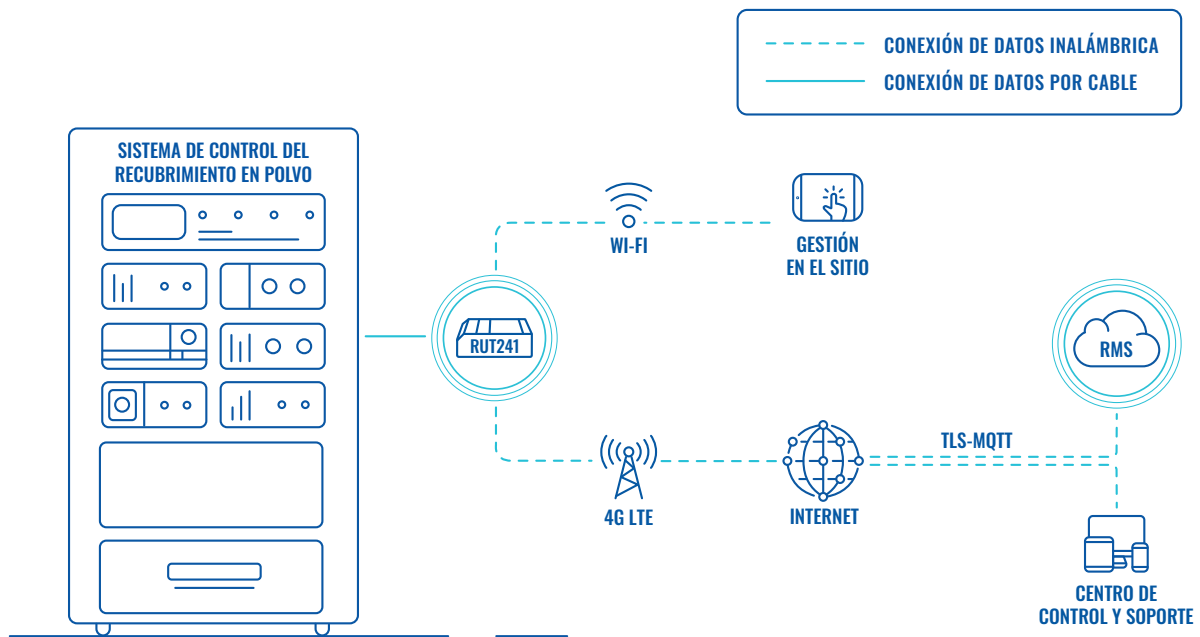 CONEXIÓN DE DATOS INALÁMBRICA
CONEXIÓN DE DATOS POR CABLE
SISTEMA DE CONTROL DEL
RECUBRIMIENTO EN POLVO
WI-FI
GESTIÓN
EN EL SITIO
RUT241
RMS
4G LTE
INTERNET
TLS-MQTT
CENTRO DE
CONTROL Y SOPORTE